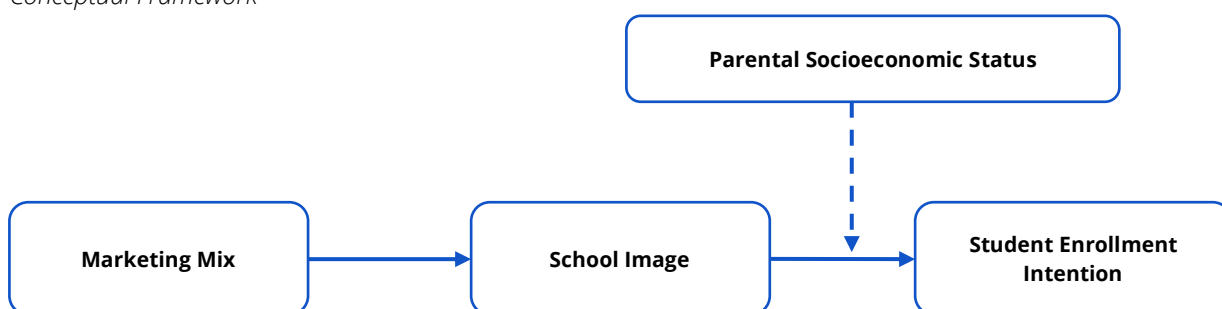 Conceptual Framework
Parental Socioeconomic Status
Marketing Mix
School Image
Student Enrollment
Intention